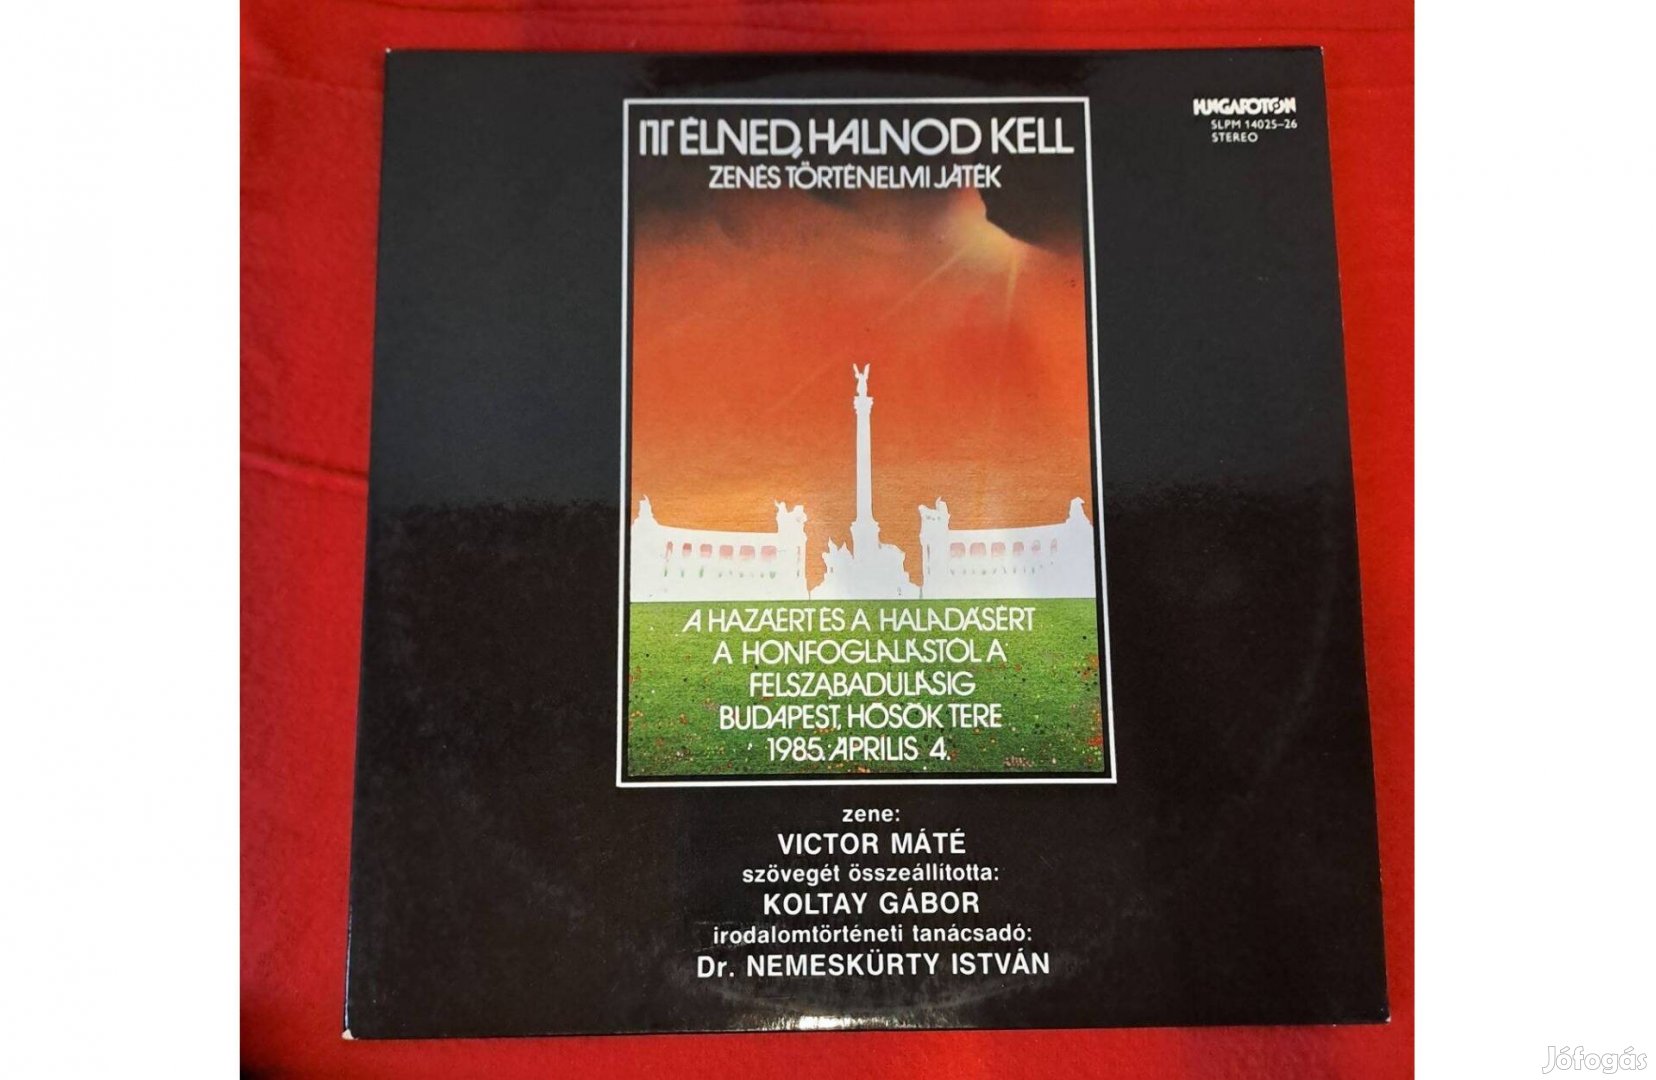 HUNGAROTON
SLPM 14025-26
STEREO
ITT ÉLNED, HALNOD KELL
ZENÉS TÖRTÉNELMI JÁTÉK
A HAZÁÉRT ÉS A HALADÁSÉRT
A HONFOGLALÁSTÓL A
FELSZABADULÁSIG
BUDAPEST, HŐSÖK TERE
1985. ÁPRILIS 4.
zene:
VICTOR MÁTÉ
szövegét összeállította:
KOLTAY GÁBOR
irodalomtörténeti tanácsadó:
Dr. NEMESKÜRTY ISTVÁN
Jófogás